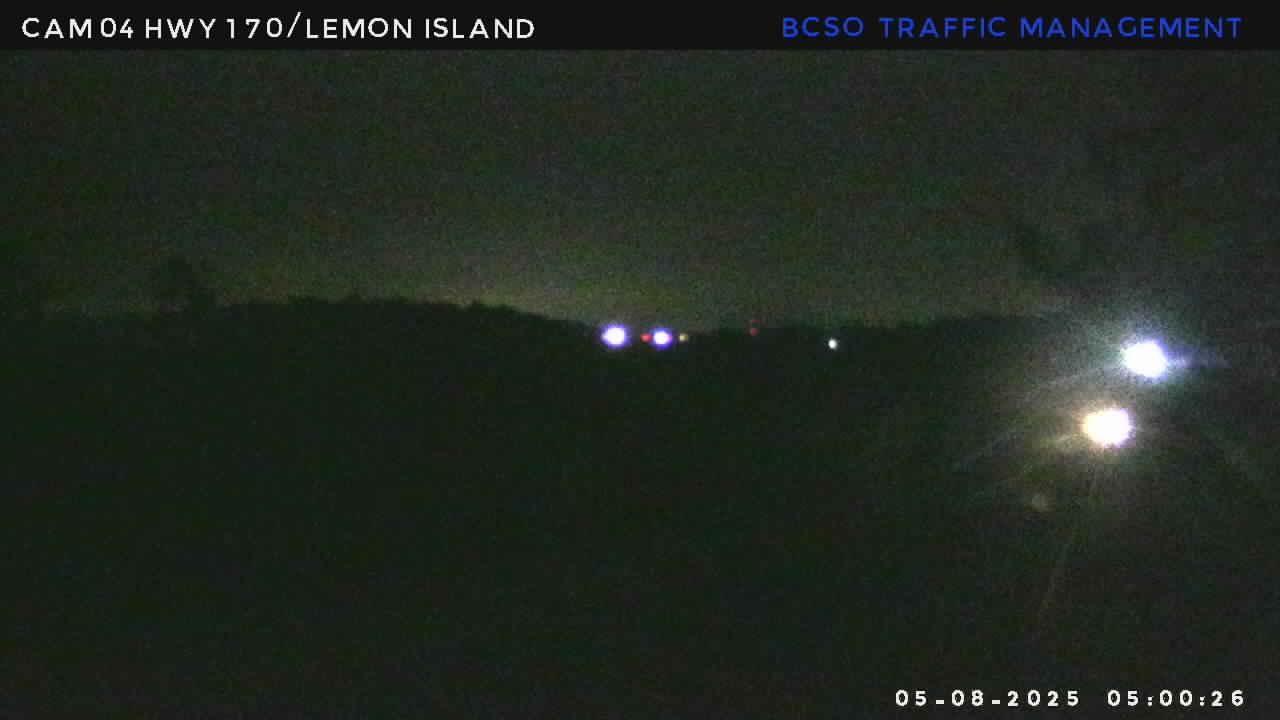 CAM04 HWY 170/LEMON ISLAND
BCSO TRAFFIC MANAGEMENT
05-08-2025 05:00:26